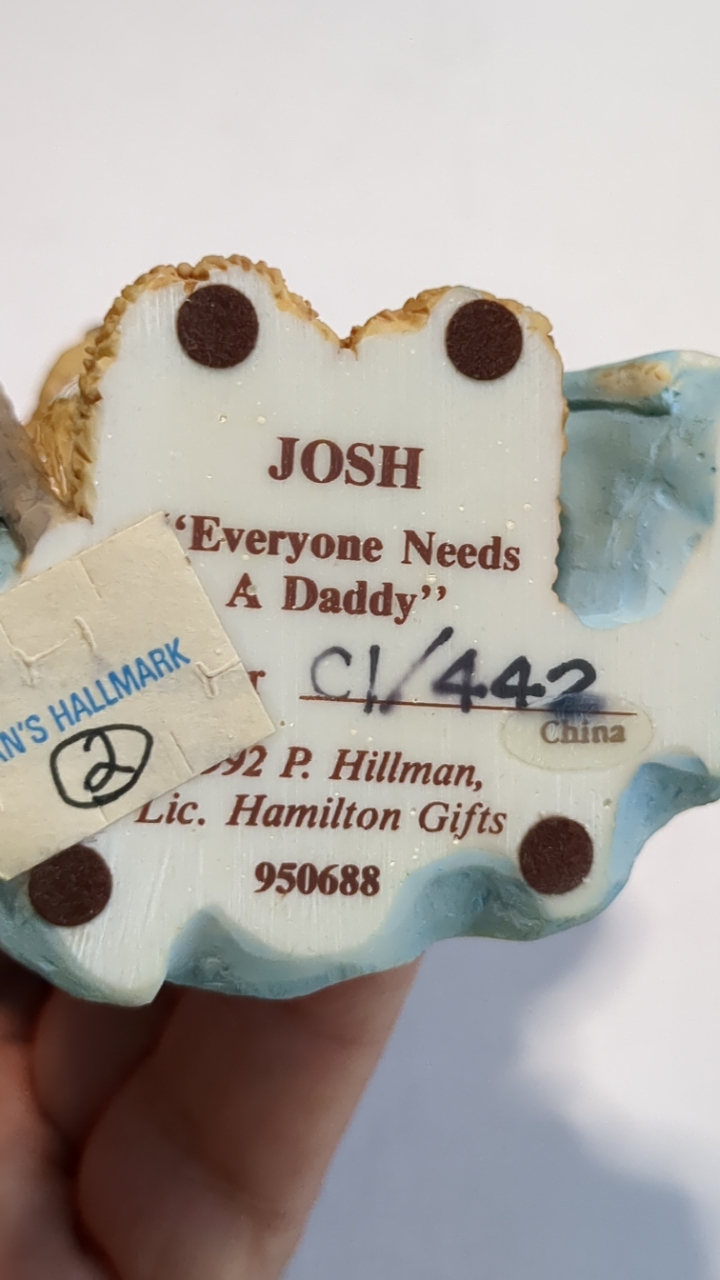 JOSH
“Everyone Needs
A Daddy”
C1/442
China
92 P. Hillman,
Lic. Hamilton Gifts
950688
N'S HALLMARK
2